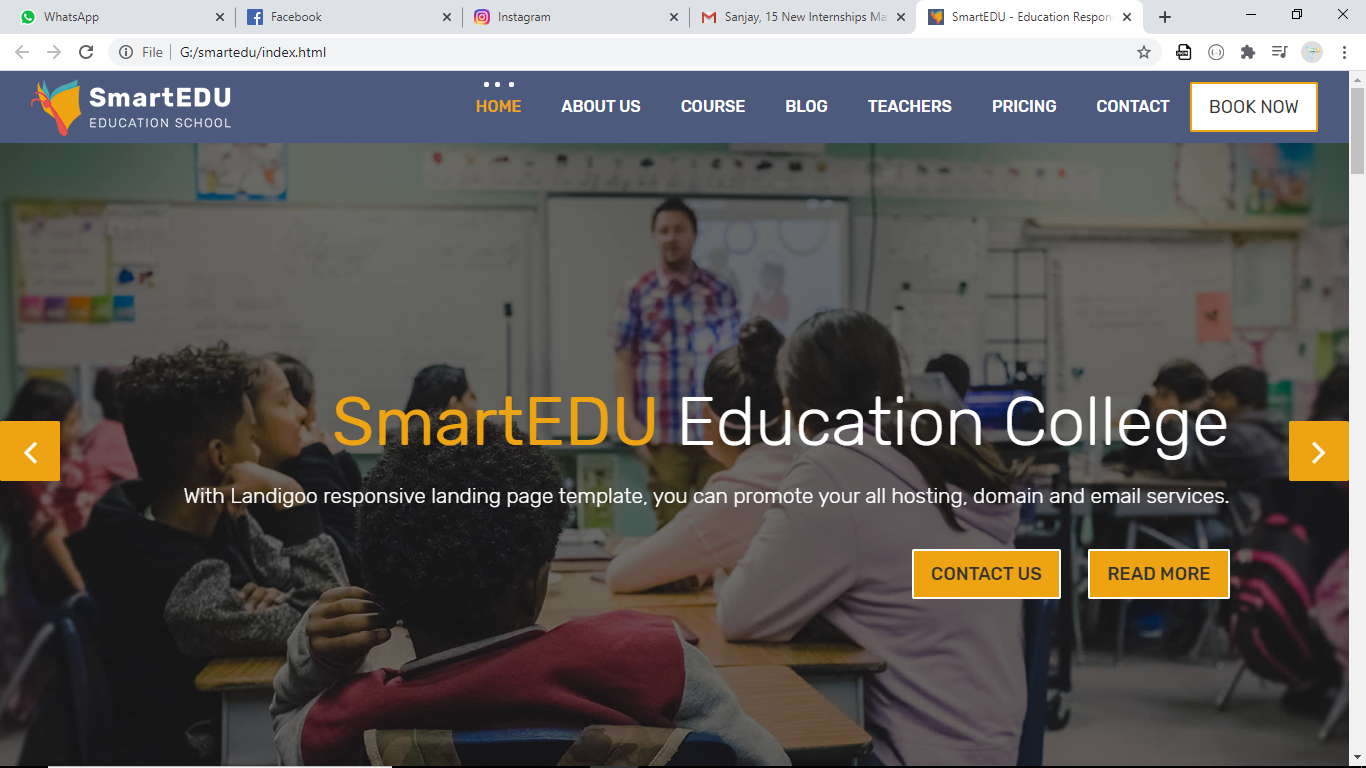 WhatsApp
Facebook
Instagram
Sanjay, 15 New Internships Ma
SmartEDU - Education Respon
File
G:/smartedu/index.html
SmartEDU
EDUCATION SCHOOL
HOME
ABOUT US
COURSE
BLOG
TEACHERS
PRICING
CONTACT
BOOK NOW
SmartEDU Education College
With Landigoo responsive landing page template, you can promote your all hosting, domain and email services.
CONTACT US
READ MORE